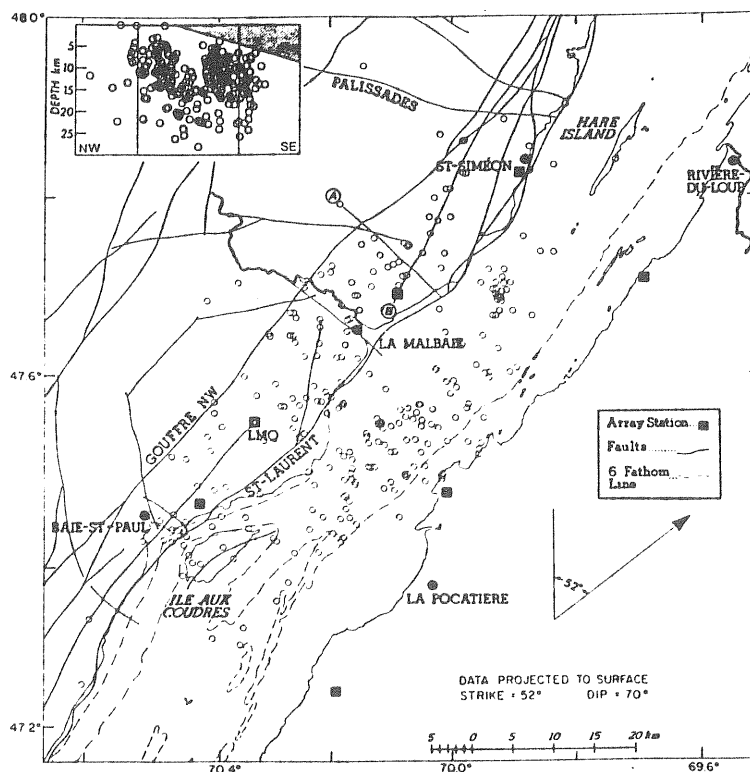 48.0°
0
5
10
15
20
25
DEPTH km
NW
SE
PALISSADES
HARE
ISLAND
ST-SIMÉON
RIVIÈRE-
DU-LOUP
A
B
LA MALBAIE
47.6°
GOUFFRE NW
LMQ
ST-LAURENT
Array Station
Faults
6 Fathom
Line
BAIE-ST-PAUL
52°
ILE AUX
COUDRES
LA POCATIÈRE
DATA PROJECTED TO SURFACE
STRIKE = 52° DIP = 70°
47.2°
5 0 5 10 15 20 km
70.4°
70.0°
69.6°